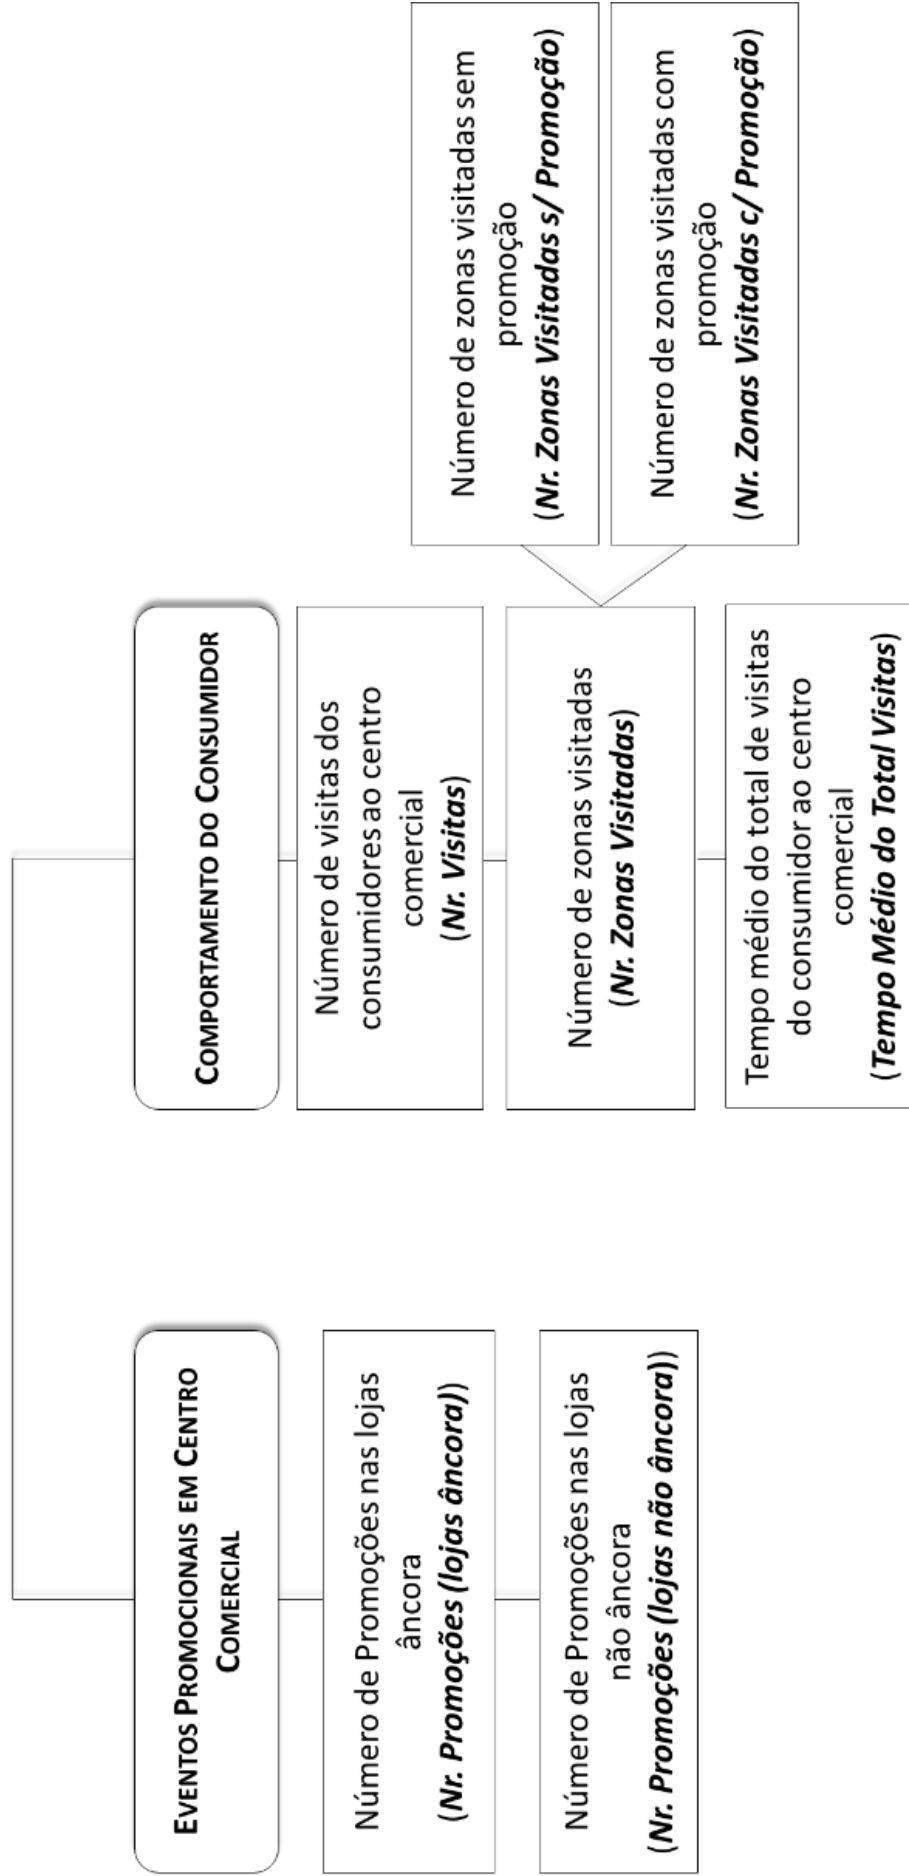 EVENTOS PROMOCIONAIS EM CENTRO
COMERCIAL
Número de Promoções nas lojas
âncora
(Nr. Promoções (lojas âncora))
Número de Promoções nas lojas
não âncora
(Nr. Promoções (lojas não âncora))
COMPORTAMENTO DO CONSUMIDOR
Número de visitas dos
consumidores ao centro
comercial
(Nr. Visitas)
Número de zonas visitadas
(Nr. Zonas Visitadas)
Tempo médio do total de visitas
do consumidor ao centro
comercial
(Tempo Médio do Total Visitas)
Número de zonas visitadas sem
promoção
(Nr. Zonas Visitadas s/ Promoção)
Número de zonas visitadas com
promoção
(Nr. Zonas Visitadas c/ Promoção)